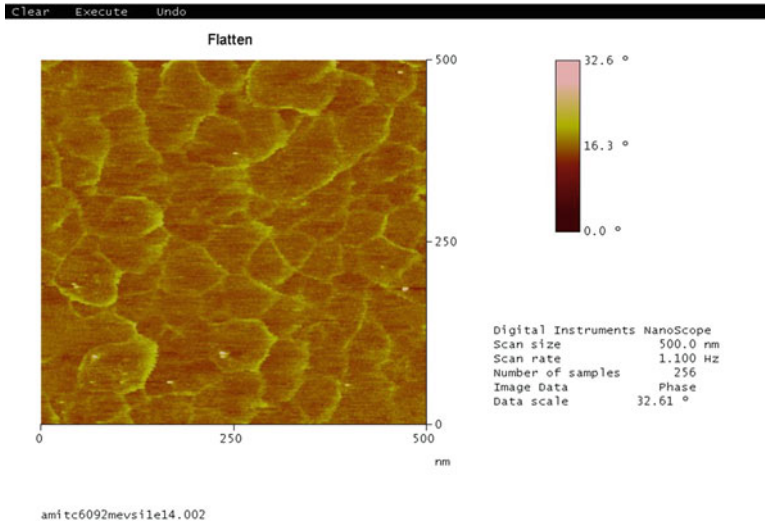 Clear Execute Undo
Flatten
500
250
0
0 250 500
nm
32.6 °
16.3 °
0.0 °
Digital Instruments NanoScope
Scan size 500.0 nm
Scan rate 1.100 Hz
Number of samples 256
Image Data Phase
Data scale 32.61 º
amitc6092mevsi1e14.002